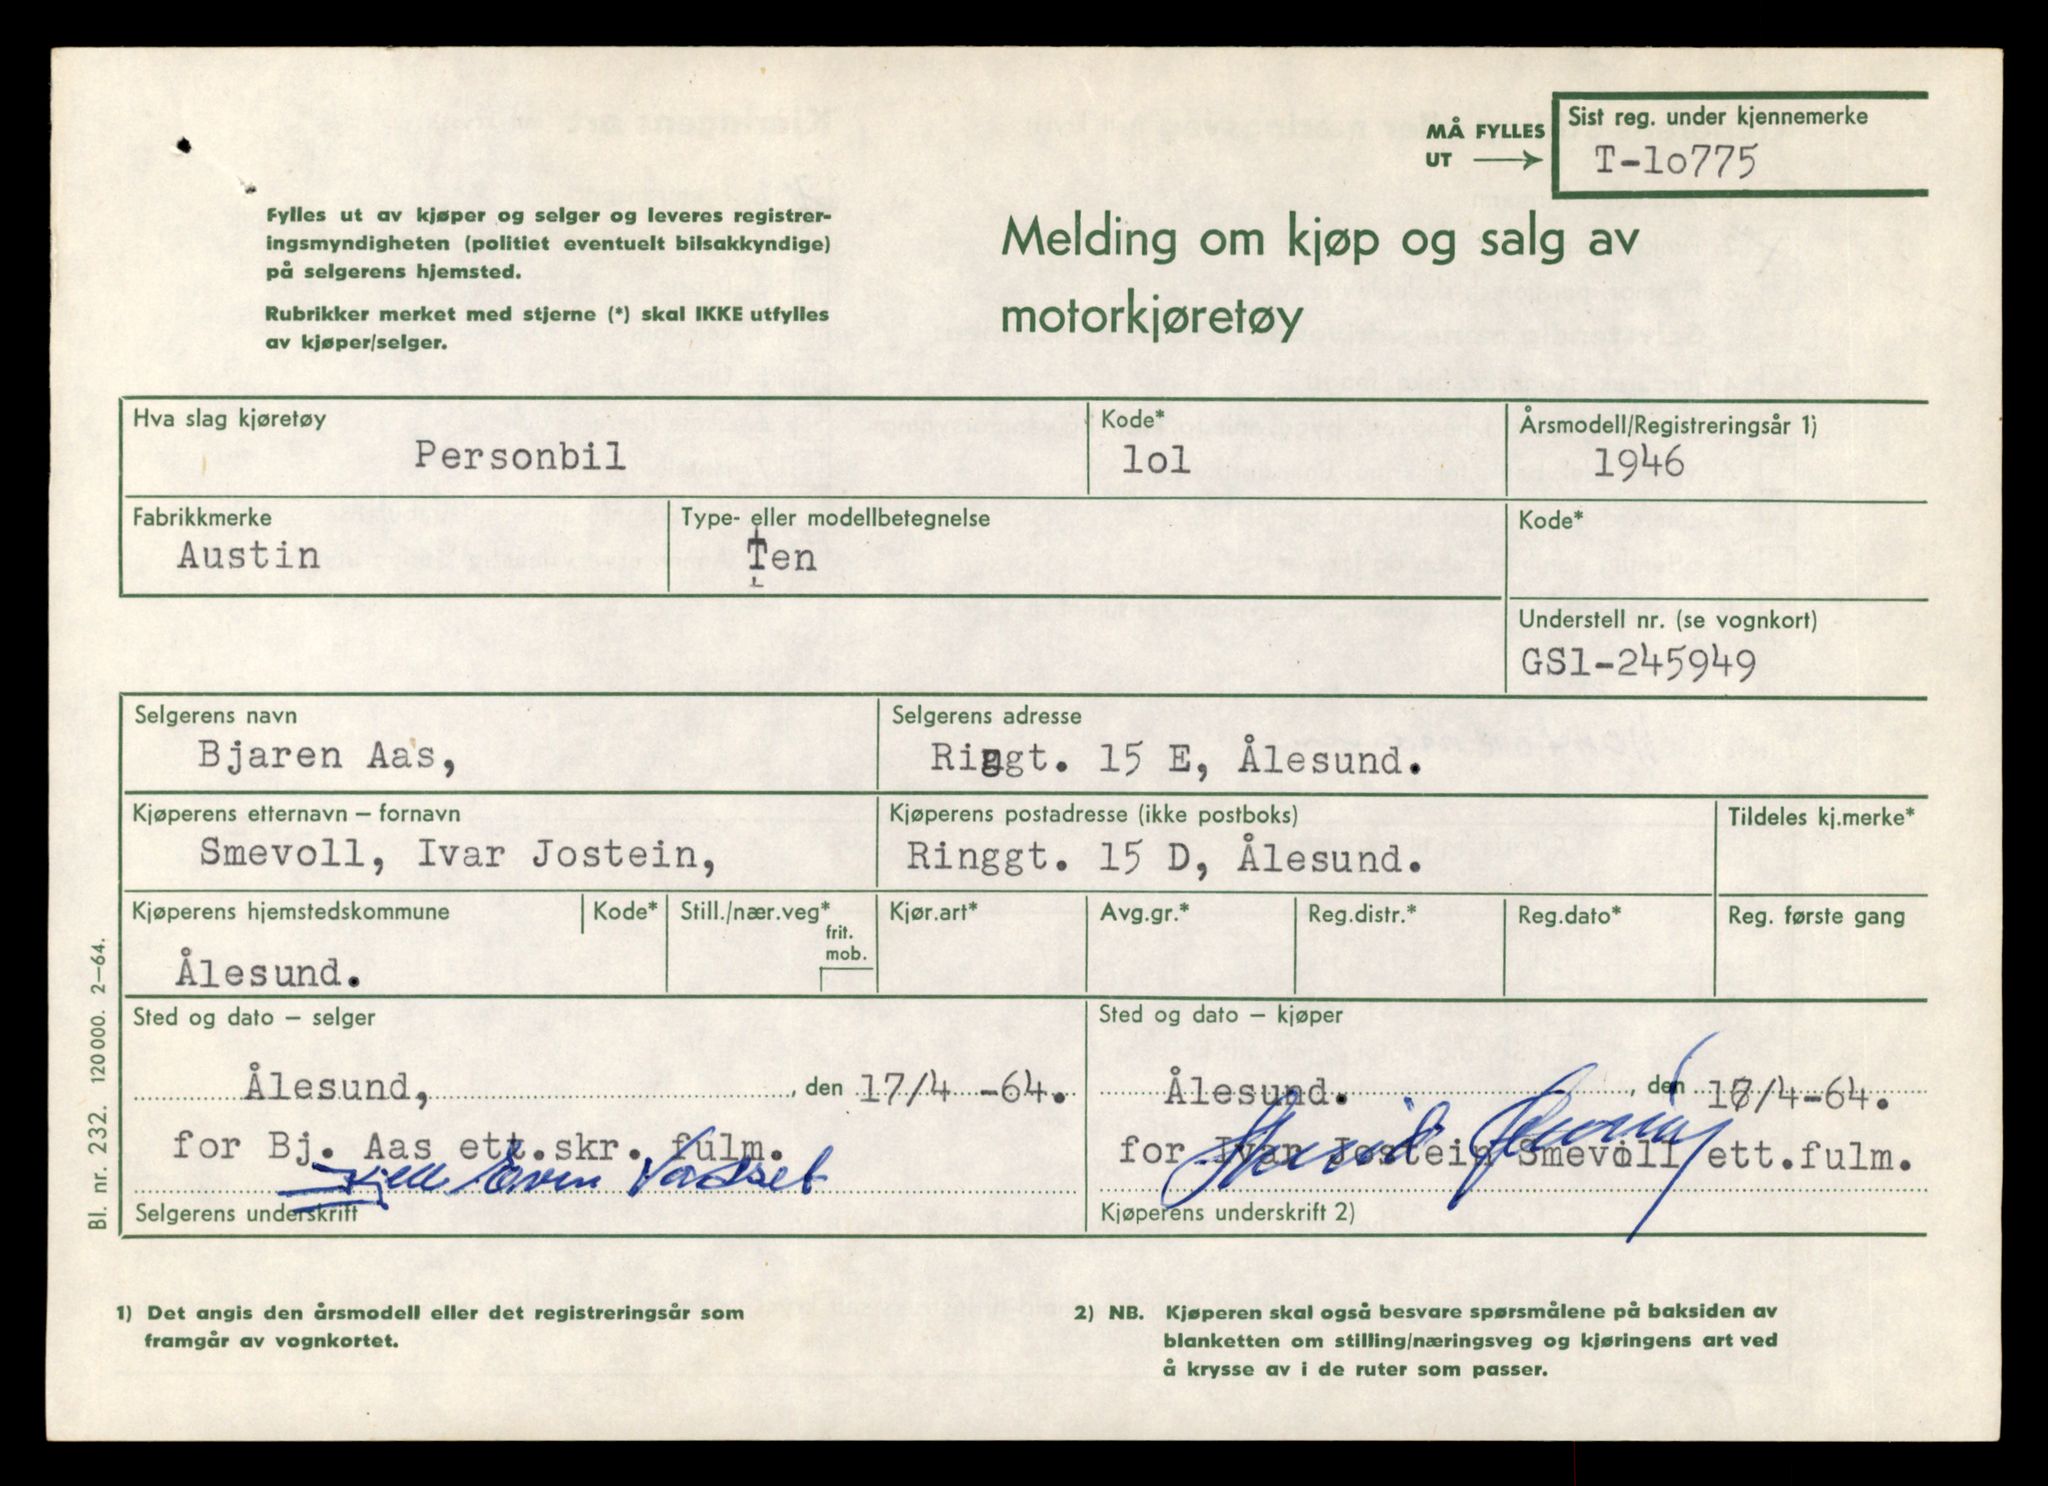 MÅ FYLLES
UT
Sist reg. under kjennemerke
T-lo775
Fylles ut av kjøper og selger og leveres registrer-
ingsmyndigheten (politiet eventuelt bilsakkyndige)
på selgerens hjemsted.
Rubrikker merket med stjerne (*) skal IKKE utfylles
av kjøper/selger.
Melding om kjøp og salg av
motorkjøretøy
Hva slag kjøretøy
Personbil
Kode*
lol
Årsmodell/Registreringsår 1)
1946
Fabrikkmerke
Austin
Type- eller modellbetegnelse
Ten
Kode*
Understell nr. (se vognkort)
GSl-245949
Selgerens navn
Bjaren Aas,
Selgerens adresse
Ringgt. 15 E, Ålesund.
Kjøperens etternavn – fornavn
Smevoll, Ivar Jostein,
Kjøperens postadresse (ikke postboks)
Ringgt. 15 D, Ålesund.
Tildeles kj.merke*
Kjøperens hjemstedskommune
Ålesund.
Kode*
Still./nær.veg*
frit.
mob.
Kjør.art*
Avg.gr.*
Reg.distr.*
Reg.dato*
Reg. første gang
Sted og dato – selger
Ålesund, , den 17/4 -64.
for Bj. Aas ett.skr. fulm.
Even Vadset
Selgerens underskrift
Sted og dato – kjøper
Ålesund. , den /4-64.
for Ivar Jostein Smevoll ett.fulm.
Kjøperens underskrift 2)
Bl. nr. 232. 120 000. 2–64.
1) Det angis den årsmodell eller det registreringsår som
framgår av vognkortet.
2) NB. Kjøperen skal også besvare spørsmålene på baksiden av
blanketten om stilling/næringsveg og kjøringens art ved
å krysse av i de ruter som passer.